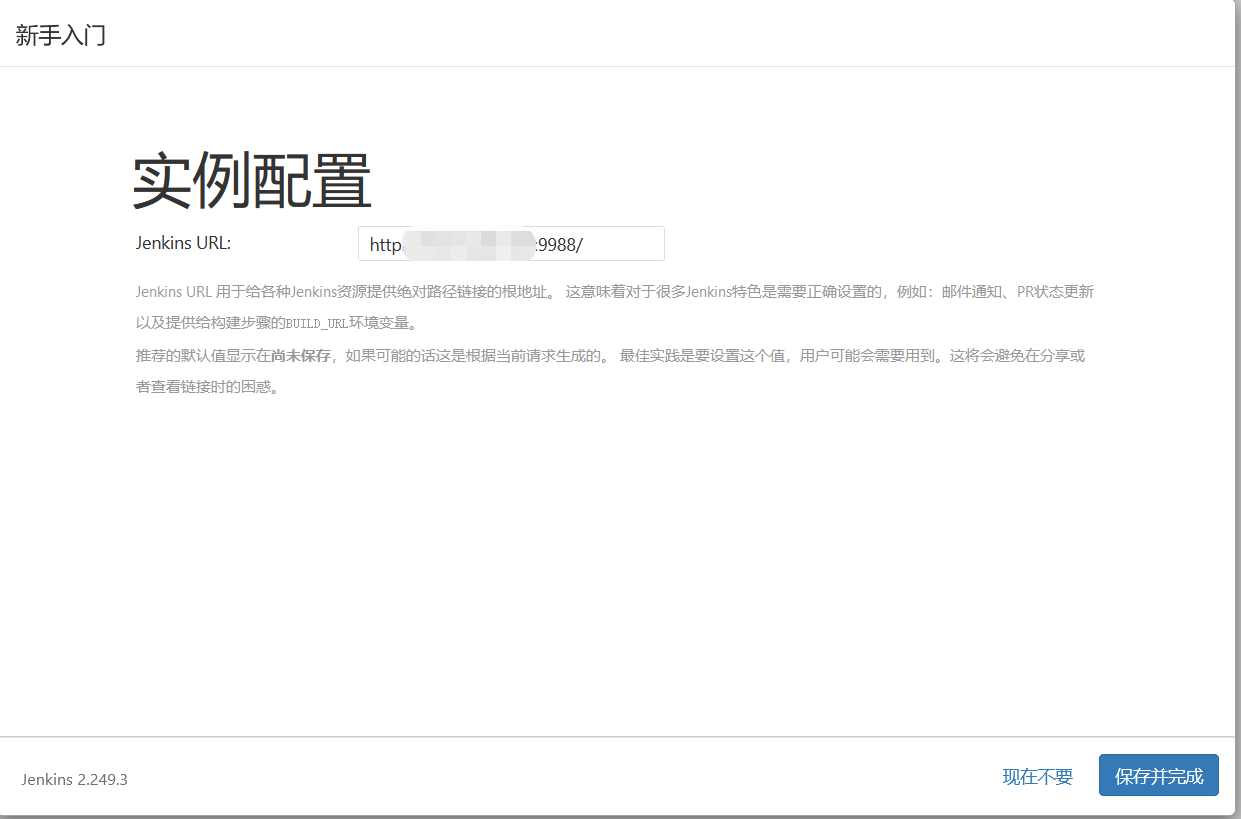 新手入门
实例配置
Jenkins URL: http :9988/
Jenkins URL 用于给各种Jenkins资源提供绝对路径链接的根地址。 这意味着对于很多Jenkins特色是需要正确设置的，例如：邮件通知、PR状态更新
以及提供给构建步骤的BUILD_URL环境变量。
推荐的默认值显示在尚未保存，如果可能的话这是根据当前请求生成的。 最佳实践是要设置这个值，用户可能会需要用到。这将会避免在分享或
者查看链接时的困惑。
Jenkins 2.249.3 现在不要 保存并完成